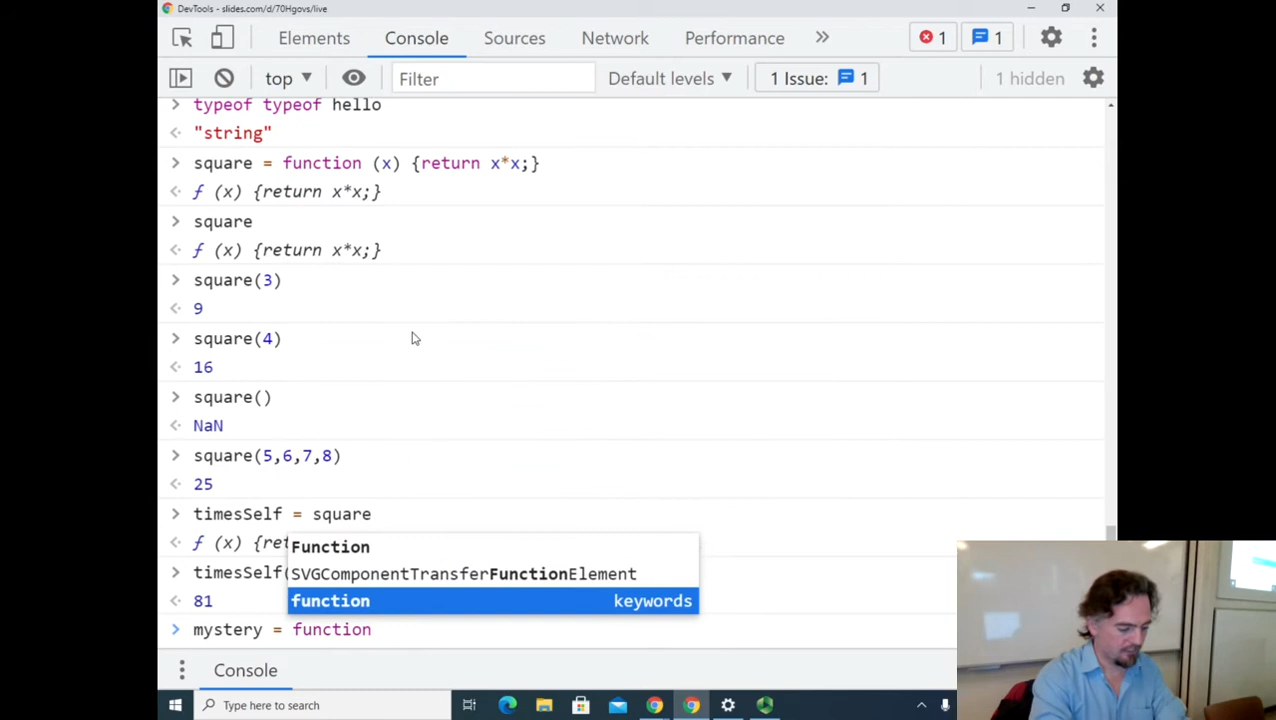 DevTools - slides.com/d/70Hgovs/live
Elements Console Sources Network Performance 1 1
top Filter Default levels 1 Issue: 1 1 hidden
typeof typeof hello
"string"
square = function (x) {return x*x;}
ƒ (x) {return x*x;}
square
ƒ (x) {return x*x;}
square(3)
9
square(4)
16
square()
NaN
square(5,6,7,8)
25
timesSelf = square
ƒ (x) {ret
Function
SVGComponentTransferFunctionElement
timesSelf(
function keywords
81
mystery = function
Console
Type here to search